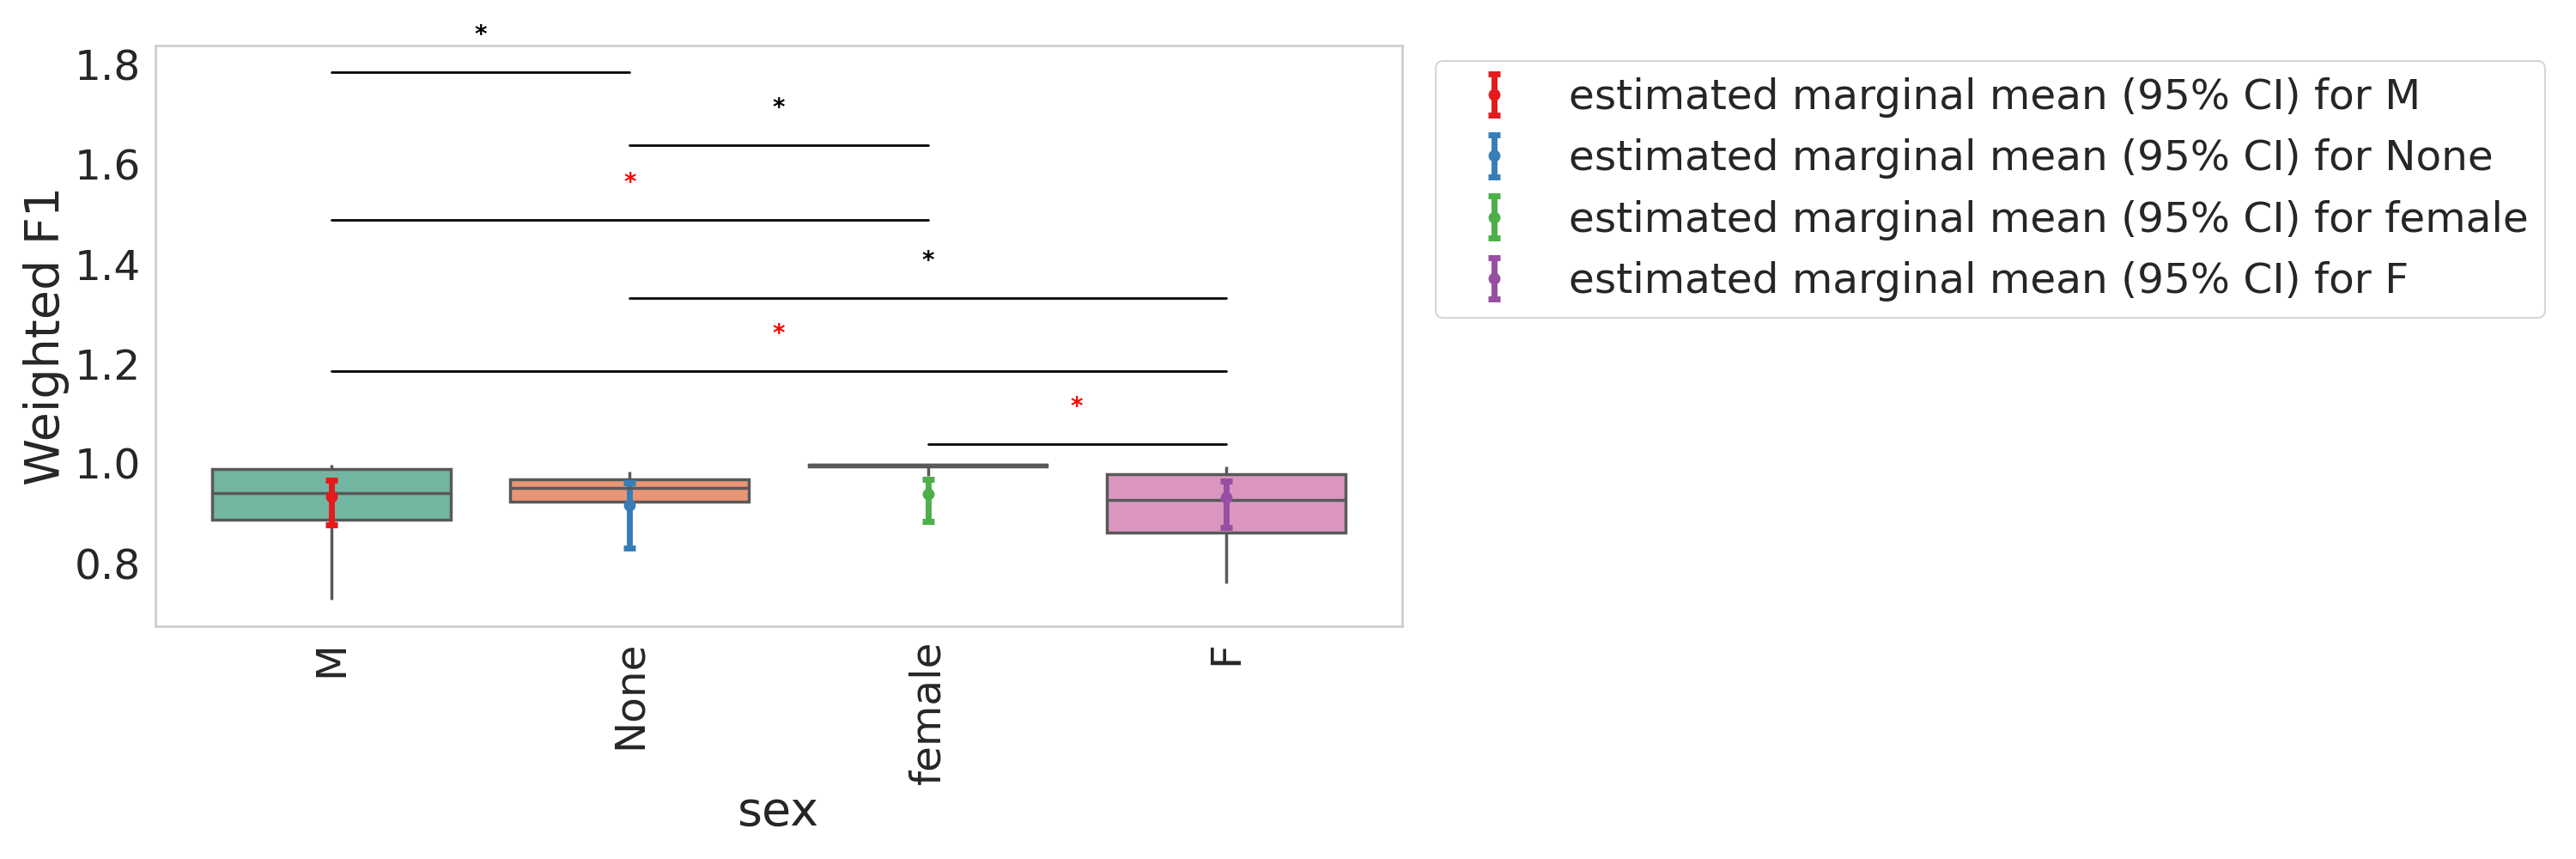 Weighted F1
1.8
1.6
1.4
1.2
1.0
0.8
*
*
*
*
*
*
M
None
female
F
sex
estimated marginal mean (95% CI) for M
estimated marginal mean (95% CI) for None
estimated marginal mean (95% CI) for female
estimated marginal mean (95% CI) for F